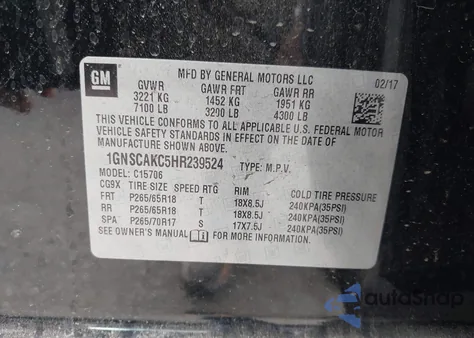 GM
MFD BY GENERAL MOTORS LLC
02/17
GVWR GAWR FRT GAWR RR
3221 KG 1452 KG 1951 KG
7100 LB 3200 LB 4300 LB
THIS VEHICLE CONFORMS TO ALL APPLICABLE U.S. FEDERAL MOTOR
VEHICLE SAFETY STANDARDS IN EFFECT ON THE DATE OF
MANUFACTURE SHOWN ABOVE.
1GNSCAKC5HR239524 TYPE: M.P.V.
MODEL: C15706
CG9X TIRE SIZE SPEED RTG RIM COLD TIRE PRESSURE
FRT P265/65R18 T 18X8.5J 240KPA(35PSI)
RR P265/65R18 T 18X8.5J 240KPA(35PSI)
SPA P265/70R17 S 17X7.5J 240KPA(35PSI)
SEE OWNER'S MANUAL FOR MORE INFORMATION.
autoSnap